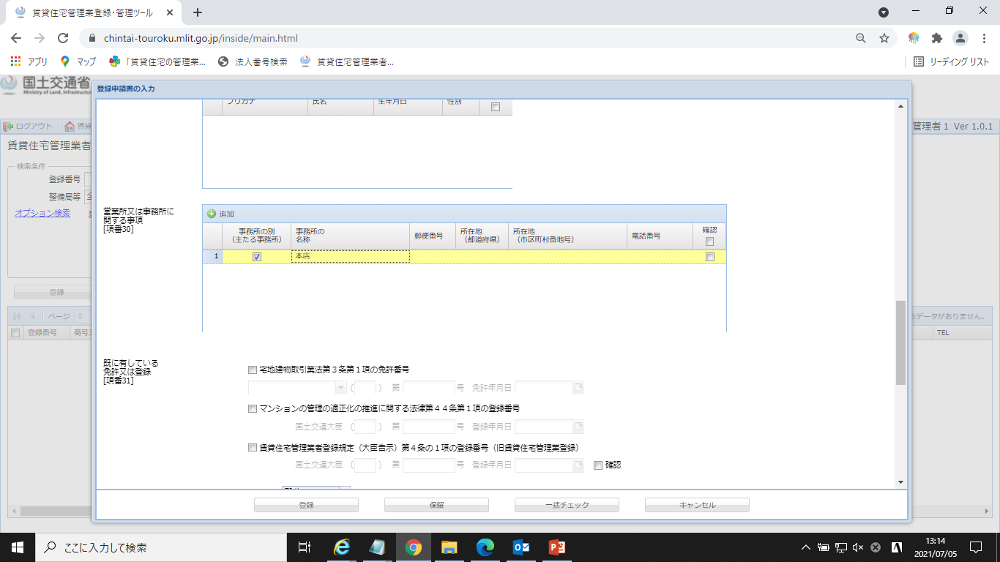 賃貸住宅管理業登録・管理ツール
chintai-touroku.mlit.go.jp/inside/main.html
アプリ
マップ
「賃貸住宅の管理業...
法人番号検索
賃貸住宅管理業者...
リーディング リスト
国土交通省
Ministry of Land, Infrastructur
登録申請書の入力
ログアウト
賃貸
管理者１ Ver 1.0.1
賃貸住宅管理業者
検索条件
登録番号
整備局等
オプション検索
登録
ページ
0
るデータがありません。
登録番号
商号
TEL
フリガナ
氏名
生年月日
性別
営業所又は事務所に
関する事項
[項番30]
追加
事務所の別
（主たる事務所）
事務所の
名称
郵便番号
所在地
（都道府県）
所在地
（市区町村番地号）
電話番号
確認
1
本店
既に有している
免許又は登録
[項番31]
宅地建物取引業法第３条第１項の免許番号
（ ） 第 号 免許年月日
マンションの管理の適正化の推進に関する法律第４４条第１項の登録番号
国土交通大臣 （ ） 第 号 登録年月日
賃貸住宅管理業者登録規定（大臣告示）第４条の１項の登録番号（旧賃貸住宅管理業登録）
国土交通大臣 （ ） 第 号 登録年月日
確認
登録
保留
一括チェック
キャンセル
ここに入力して検索
A
13:14
2021/07/05